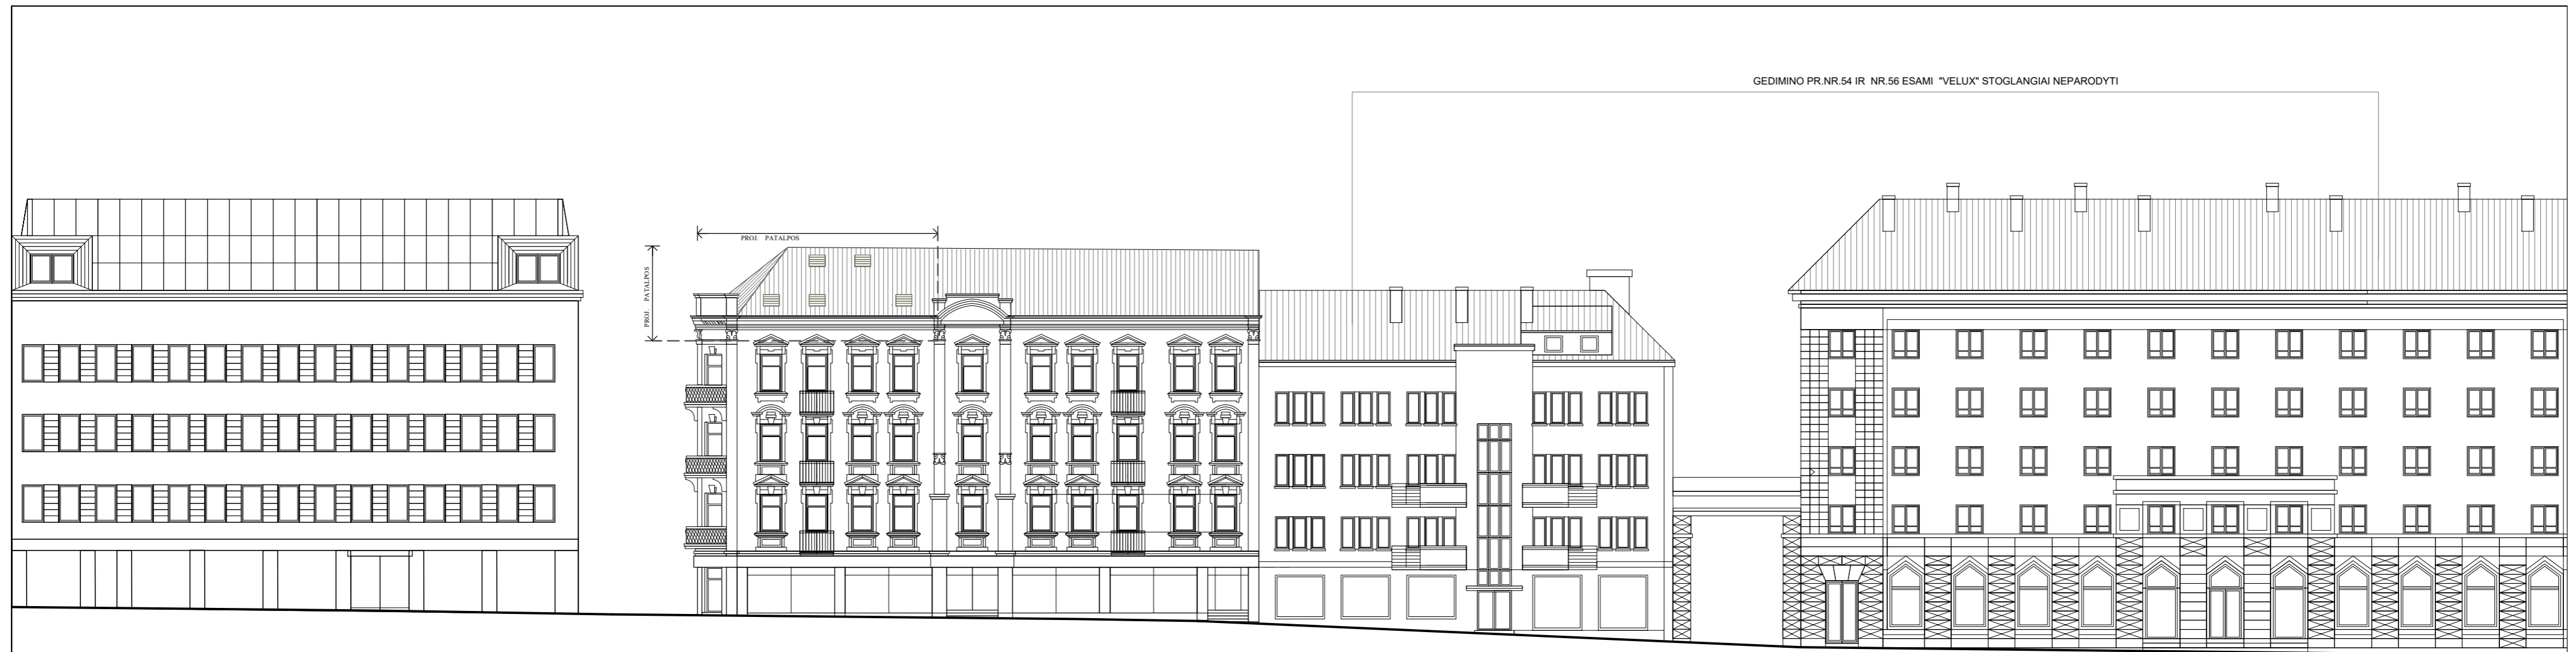 GEDIMINO PR.NR.54 IR NR.56 ESAMI "VELUX" STOGLANGIAI NEPARODYTI
PROJ. PATALPOS
PROJ. PATALPOS